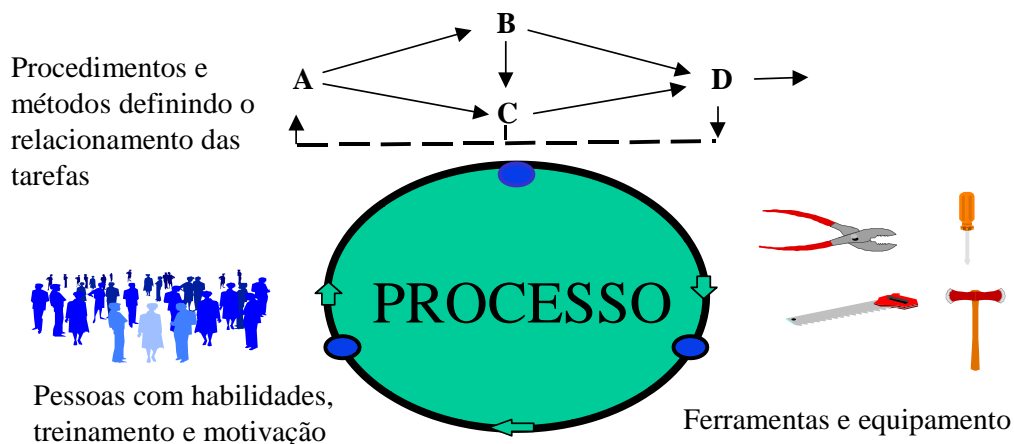 B
Procedimentos e
métodos definindo o
relacionamento das
tarefas
A
D
C
PROCESSO
Pessoas com habilidades,
treinamento e motivação
Ferramentas e equipamento